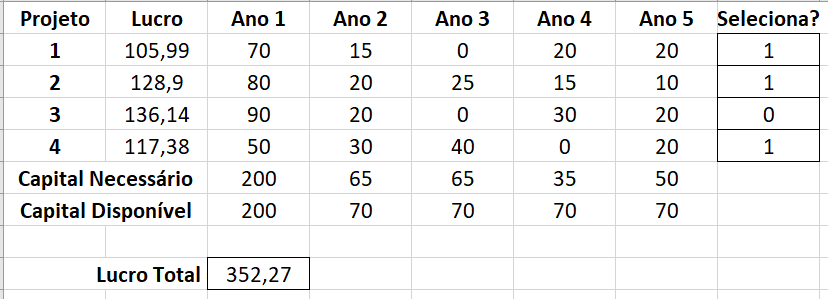 Projeto Lucro Ano 1 Ano 2 Ano 3 Ano 4 Ano 5 Seleciona?
1 105,99 70 15 0 20 20 1
2 128,9 80 20 25 15 10 1
3 136,14 90 20 0 30 20 0
4 117,38 50 30 40 0 20 1
Capital Necessário 200 65 65 35 50
Capital Disponível 200 70 70 70 70
Lucro Total 352,27